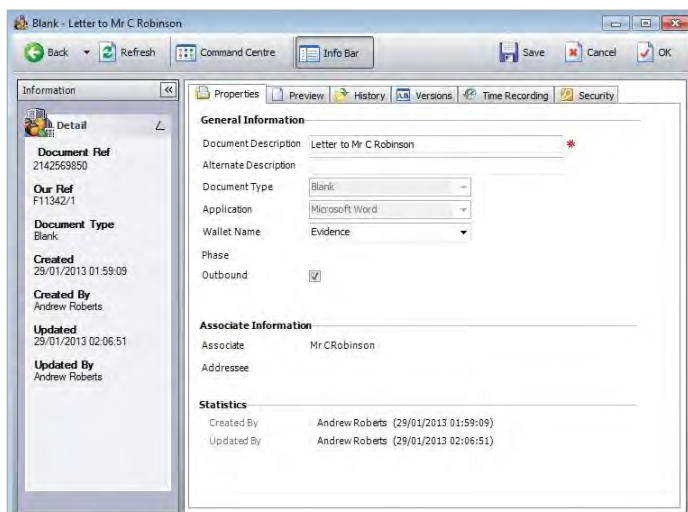 Blank - Letter to Mr C Robinson
Back Refresh Command Centre Info Bar Save Cancel OK
Information
Detail
Document Ref
2142569850
Our Ref
F11342/1
Document Type
Blank
Created
29/01/2013 01:59:09
Created By
Andrew Roberts
Updated
29/01/2013 02:06:51
Updated By
Andrew Roberts
Properties Preview History Versions Time Recording Security
General Information
Document Description Letter to Mr C Robinson *
Alternate Description
Document Type Blank
Application Microsoft Word
Wallet Name Evidence
Phase
Outbound
Associate Information
Associate Mr CRobinson
Addressee
Statistics
Created By Andrew Roberts (29/01/2013 01:59:09)
Updated By Andrew Roberts (29/01/2013 02:06:51)